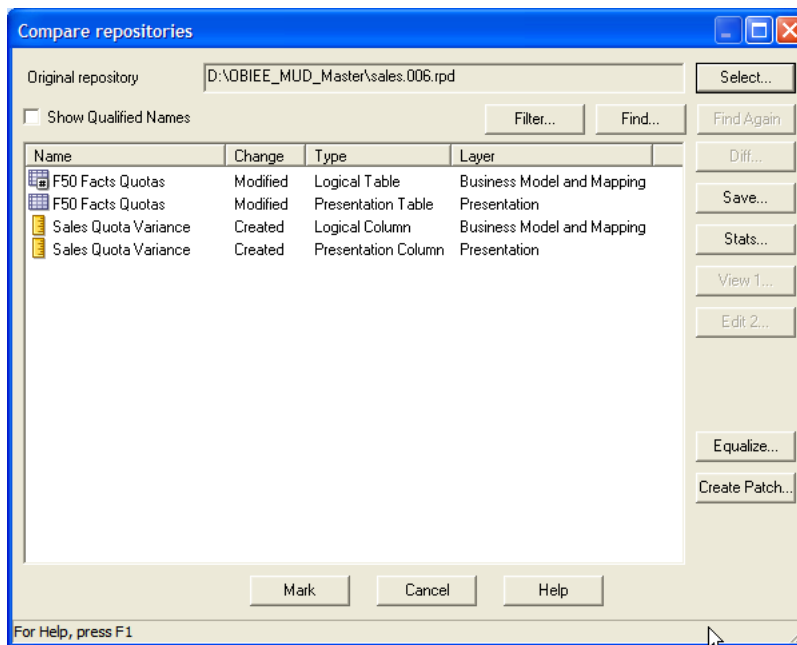 Compare repositories
Original repository D:\OBIEE_MUD_Master\sales.006.rpd Select...
Show Qualified Names Filter... Find... Find Again
Name Change Type Layer Diff...
F50 Facts Quotas Modified Logical Table Business Model and Mapping
F50 Facts Quotas Modified Presentation Table Presentation Save...
Sales Quota Variance Created Logical Column Business Model and Mapping
Sales Quota Variance Created Presentation Column Presentation Stats...
View 1...
Edit 2...
Equalize...
Create Patch...
Mark Cancel Help
For Help, press F1